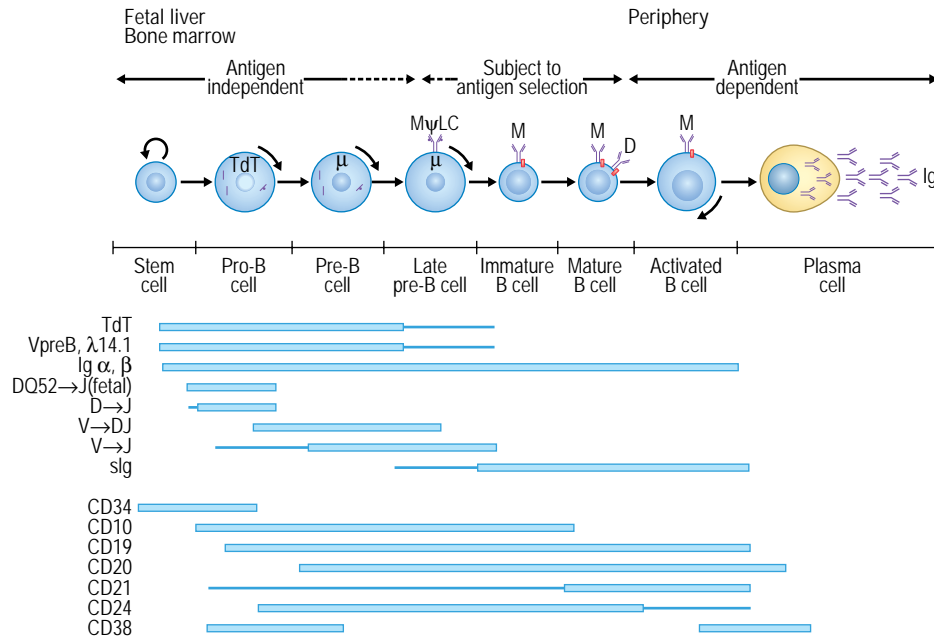 Fetal liver
Bone marrow
Periphery
Antigen
independent
Subject to
antigen selection
Antigen
dependent
MψLC
M
M
D
M
TdT
μ
μ
Ig
Stem
cell
Pro-B
cell
Pre-B
cell
Late
pre-B cell
Immature
B cell
Mature
B cell
Activated
B cell
Plasma
cell
TdT
VpreB, λ14.1
Ig α, β
DQ52→J(fetal)
D→J
V→DJ
V→J
sIg
CD34
CD10
CD19
CD20
CD21
CD24
CD38